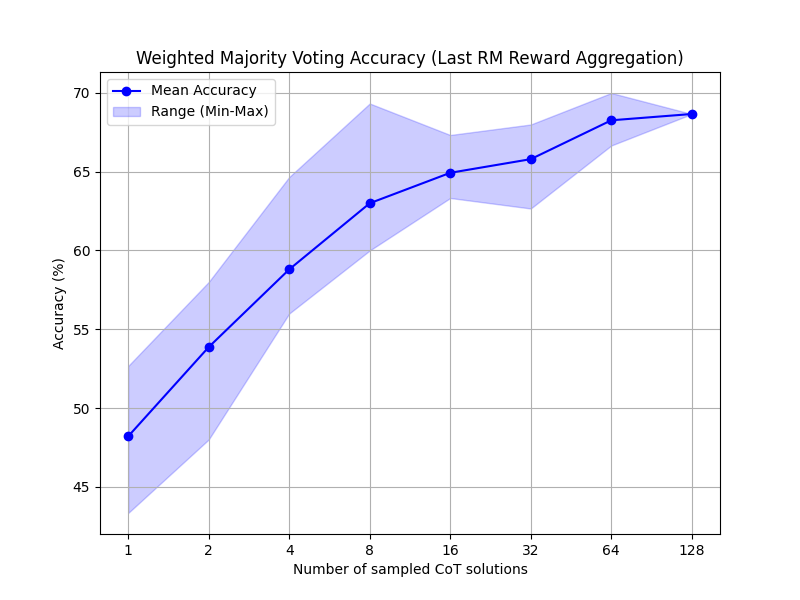 Weighted Majority Voting Accuracy (Last RM Reward Aggregation)
Mean Accuracy
Range (Min-Max)
70
65
60
55
50
45
Accuracy (%)
1 2 4 8 16 32 64 128
Number of sampled CoT solutions